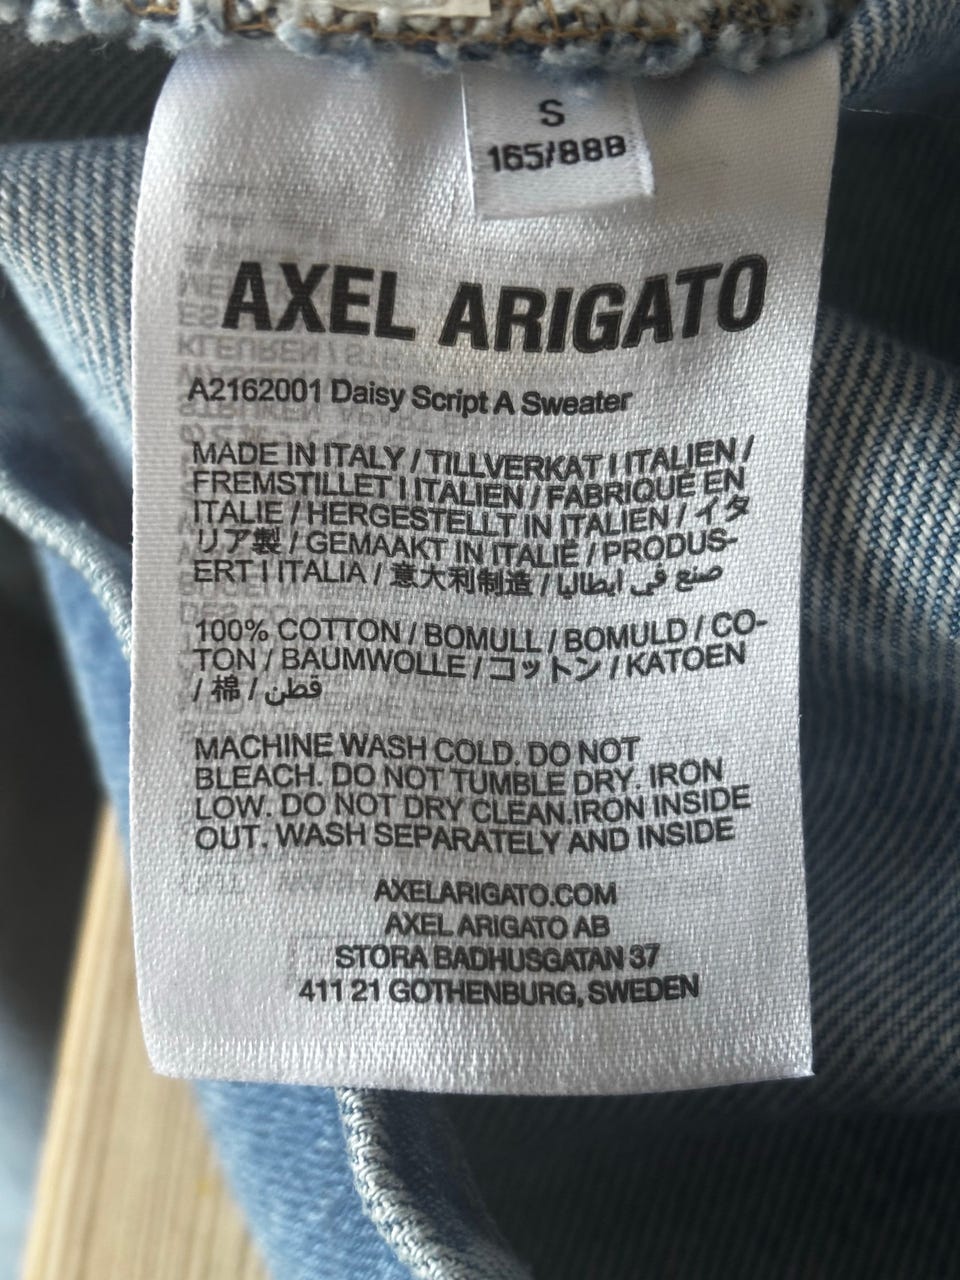 S
165/88B
AXEL ARIGATO
A2162001 Daisy Script A Sweater
MADE IN ITALY / TILLVERKAT I ITALIEN /
FREMSTILLET I ITALIEN / FABRIQUÉ EN
ITALIE / HERGESTELLT IN ITALIEN / イタ
リア製 / GEMAAKT IN ITALIË / PRODUS-
ERT I ITALIA / 意大利制造 / صنع في ايطاليا
100% COTTON / BOMULL / BOMULD / CO-
TON / BAUMWOLLE / コットン / KATOEN
/ 棉 / قطن
MACHINE WASH COLD. DO NOT
BLEACH. DO NOT TUMBLE DRY. IRON
LOW. DO NOT DRY CLEAN.IRON INSIDE
OUT. WASH SEPARATELY AND INSIDE
AXELARIGATO.COM
AXEL ARIGATO AB
STORA BADHUSGATAN 37
411 21 GOTHENBURG, SWEDEN